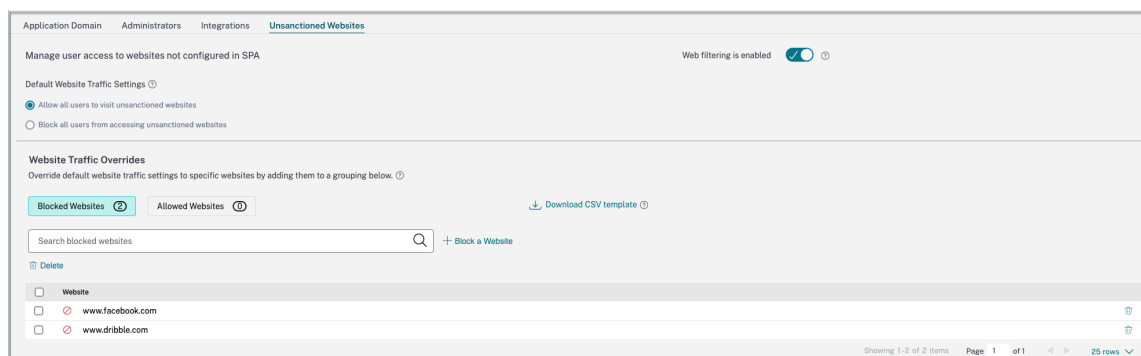 Application Domain Administrators Integrations Unsanctioned Websites
Manage user access to websites not configured in SPA Web filtering is enabled
Default Website Traffic Settings
Allow all users to visit unsanctioned websites
Block all users from accessing unsanctioned websites
Website Traffic Overrides
Override default website traffic settings to specific websites by adding them to a grouping below.
Blocked Websites 2 Allowed Websites 0 Download CSV template
Search blocked websites Block a Website
Delete
Website
www.facebook.com
www.dribble.com
Showing 1-2 of 2 items Page 1 of 1 25 rows